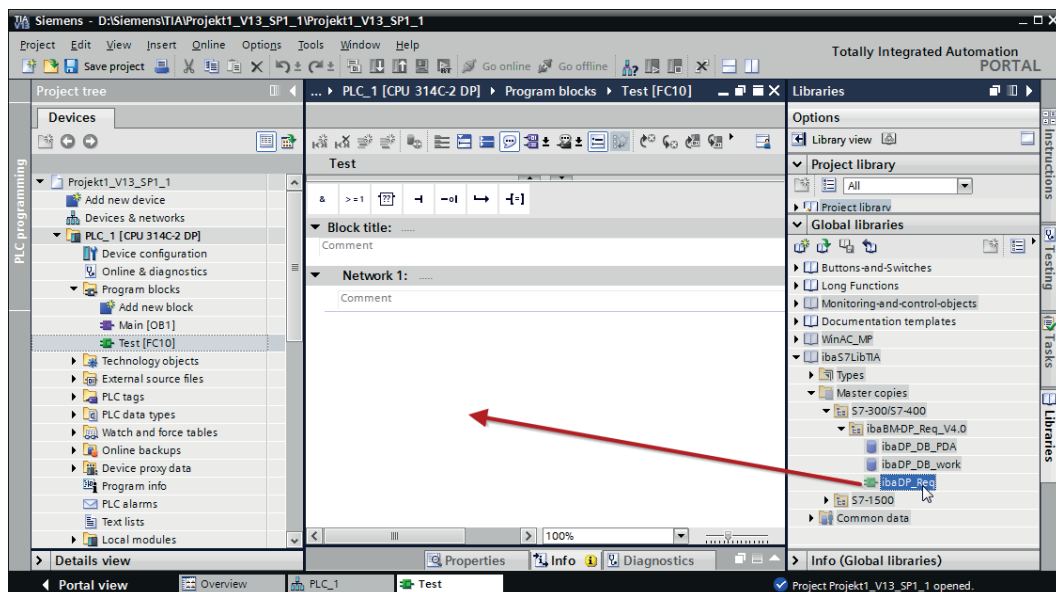 Siemens - D:\Siemens\TIA\Projekt1_V13_SP1_1\Projekt1_V13_SP1_1
Project Edit View Insert Online Options Tools Window Help
Totally Integrated Automation
PORTAL
Save project
Go online
Go offline
Project tree
Devices
PLC programming
Projekt1_V13_SP1_1
Add new device
Devices & networks
PLC_1 [CPU 314C-2 DP]
Device configuration
Online & diagnostics
Program blocks
Add new block
Main [OB1]
Test [FC10]
Technology objects
External source files
PLC tags
PLC data types
Watch and force tables
Online backups
Device proxy data
Program info
PLC alarms
Text lists
Local modules
Details view
... PLC_1 [CPU 314C-2 DP] Program blocks Test [FC10]
Test
& >=1 ??
Block title: .....
Comment
Network 1: .....
Comment
100%
Properties Info Diagnostics
Libraries
Options
Library view
Project library
All
Project library
Global libraries
Buttons-and-Switches
Long Functions
Monitoring-and-control-objects
Documentation templates
WinAC_MP
ibaS7LibTIA
Types
Master copies
S7-300/S7-400
ibaBM-DP_Req_V4.0
ibaDP_DB_PDA
ibaDP_DB_work
ibaDP_Req
S7-1500
Common data
Info (Global libraries)
Instructions
Testing
Tasks
Libraries
Portal view
Overview
PLC_1
Test
Project Projekt1_V13_SP1_1 opened.